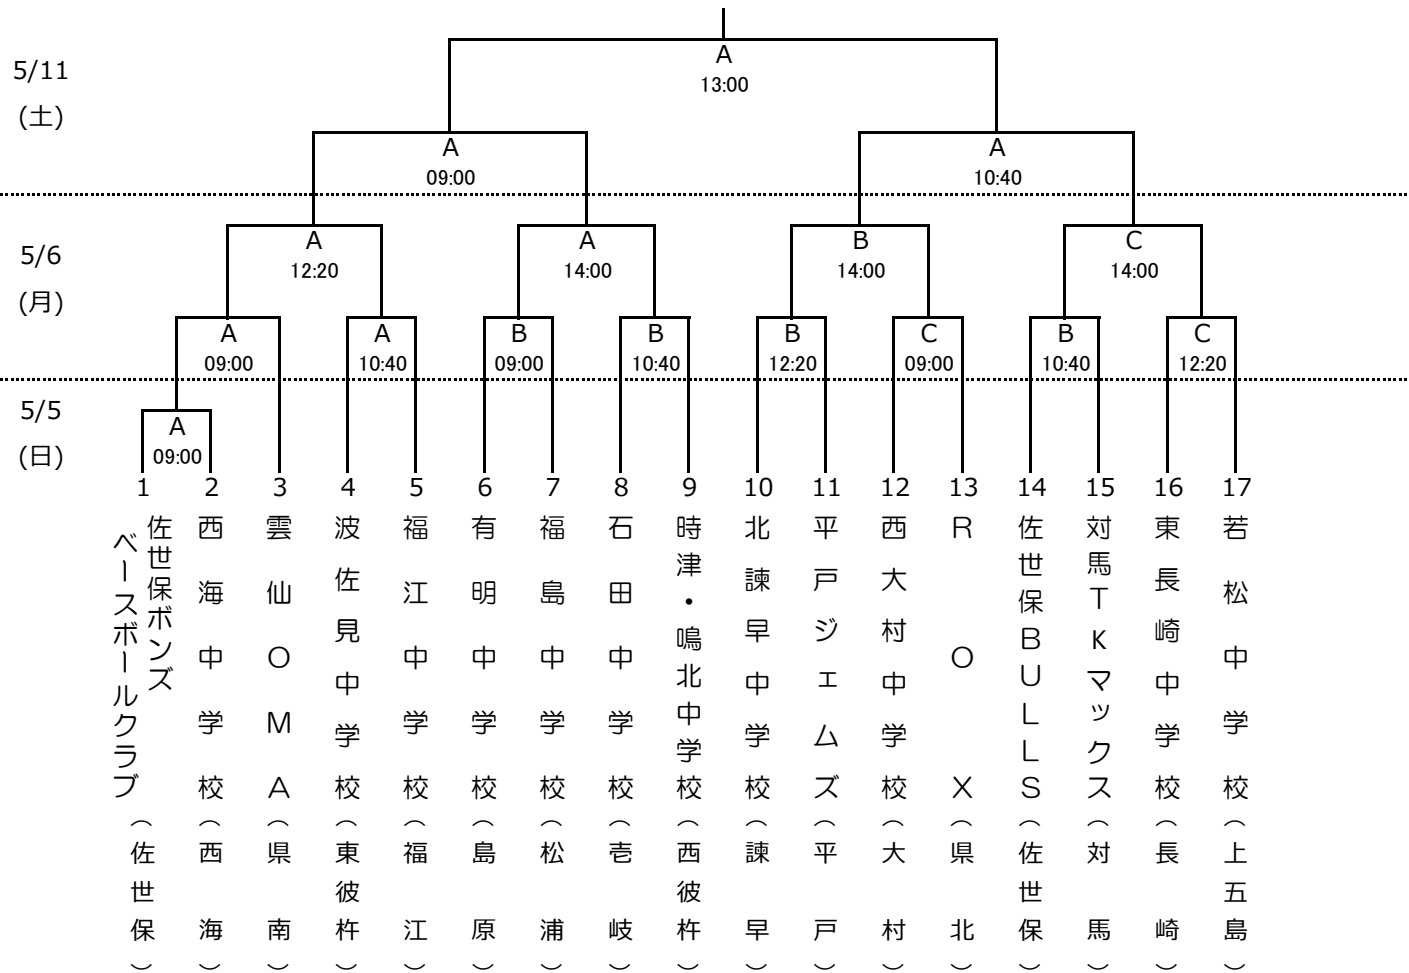 A
13:00
5/11
(土)
A
09:00
A
10:40
5/6
(月)
A
12:20
A
14:00
B
14:00
C
14:00
A
09:00
A
10:40
B
09:00
B
10:40
B
12:20
C
09:00
B
10:40
C
12:20
5/5
(日)
A
09:00
1
佐世保ボンズ
ベースボールクラブ
（佐世保）
2
西海中学校（西海）
3
雲仙ＯＭＡ（県南）
4
波佐見中学校（東彼杵）
5
福江中学校（福江）
6
有明中学校（島原）
7
福島中学校（松浦）
8
石田中学校（壱岐）
9
時津・鳴北中学校（西彼杵）
10
北諫早中学校（諫早）
11
平戸ジェムズ（平戸）
12
西大村中学校（大村）
13
ＲＯＸ（県北）
14
佐世保ＢＵＬＬＳ（佐世保）
15
対馬ＴＫマックス（対馬）
16
東長崎中学校（長崎）
17
若松中学校（上五島）